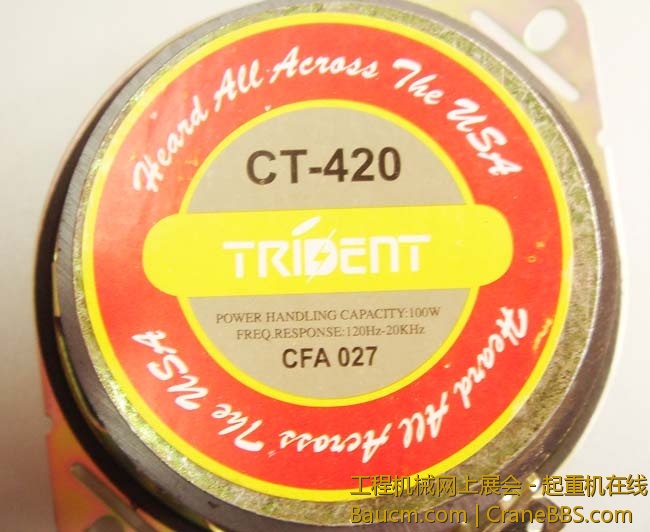 Heard All Across The USA
CT-420
TRIDENT
POWER HANDLING CAPACITY:100W
FREQ.RESPONSE:120Hz-20KHz
CFA 027
Heard All Across The USA
工程机械网上展会 - 起重机在线
Baucm.com | CraneBBS.com